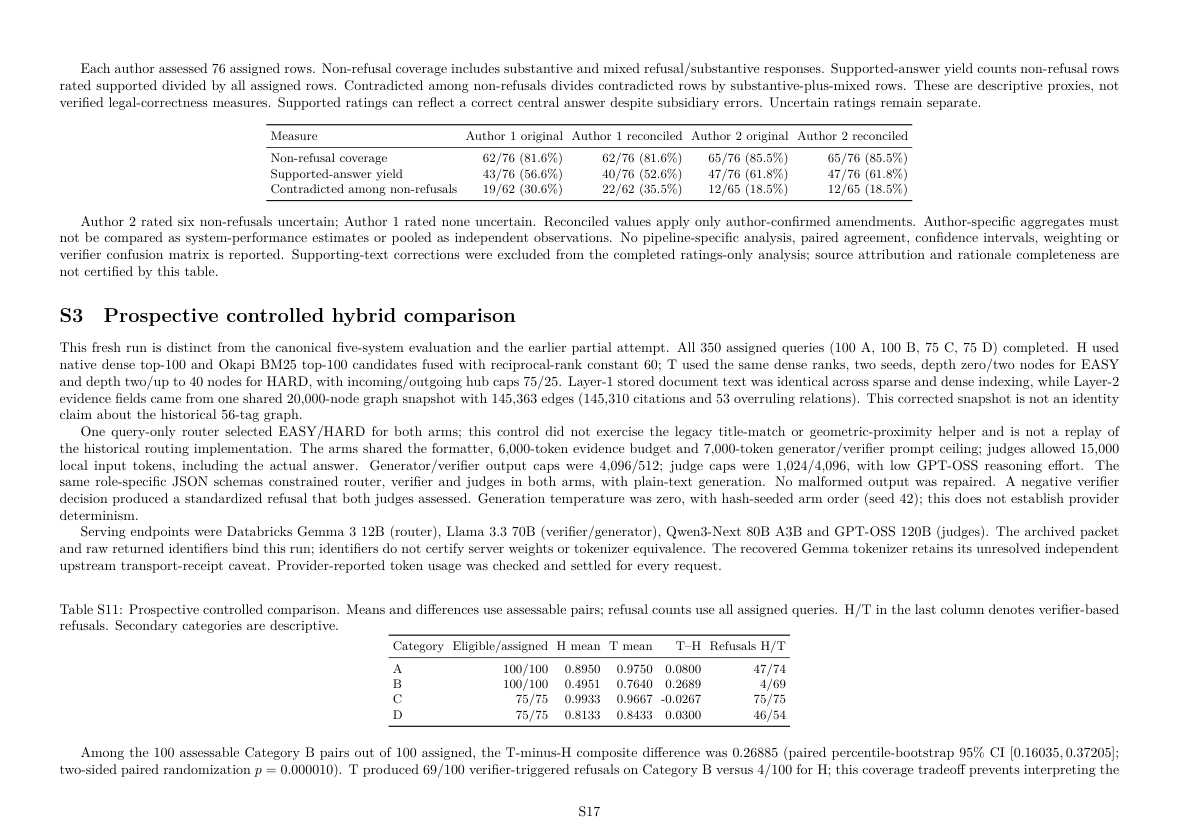 Each author assessed 76 assigned rows. Non-refusal coverage includes substantive and mixed refusal/substantive responses. Supported-answer yield counts non-refusal rows
rated supported divided by all assigned rows. Contradicted among non-refusals divides contradicted rows by substantive-plus-mixed rows. These are descriptive proxies, not
verified legal-correctness measures. Supported ratings can reflect a correct central answer despite subsidiary errors. Uncertain ratings remain separate.
Measure Author 1 original Author 1 reconciled Author 2 original Author 2 reconciled
Non-refusal coverage 62/76 (81.6%) 62/76 (81.6%) 65/76 (85.5%) 65/76 (85.5%)
Supported-answer yield 43/76 (56.6%) 40/76 (52.6%) 47/76 (61.8%) 47/76 (61.8%)
Contradicted among non-refusals 19/62 (30.6%) 22/62 (35.5%) 12/65 (18.5%) 12/65 (18.5%)
Author 2 rated six non-refusals uncertain; Author 1 rated none uncertain. Reconciled values apply only author-confirmed amendments. Author-specific aggregates must
not be compared as system-performance estimates or pooled as independent observations. No pipeline-specific analysis, paired agreement, confidence intervals, weighting or
verifier confusion matrix is reported. Supporting-text corrections were excluded from the completed ratings-only analysis; source attribution and rationale completeness are
not certified by this table.
S3 Prospective controlled hybrid comparison
This fresh run is distinct from the canonical five-system evaluation and the earlier partial attempt. All 350 assigned queries (100 A, 100 B, 75 C, 75 D) completed. H used
native dense top-100 and Okapi BM25 top-100 candidates fused with reciprocal-rank constant 60; T used the same dense ranks, two seeds, depth zero/two nodes for EASY
and depth two/up to 40 nodes for HARD, with incoming/outgoing hub caps 75/25. Layer-1 stored document text was identical across sparse and dense indexing, while Layer-2
evidence fields came from one shared 20,000-node graph snapshot with 145,363 edges (145,310 citations and 53 overruling relations). This corrected snapshot is not an identity
claim about the historical 56-tag graph.
One query-only router selected EASY/HARD for both arms; this control did not exercise the legacy title-match or geometric-proximity helper and is not a replay of
the historical routing implementation. The arms shared the formatter, 6,000-token evidence budget and 7,000-token generator/verifier prompt ceiling; judges allowed 15,000
local input tokens, including the actual answer. Generator/verifier output caps were 4,096/512; judge caps were 1,024/4,096, with low GPT-OSS reasoning effort. The
same role-specific JSON schemas constrained router, verifier and judges in both arms, with plain-text generation. No malformed output was repaired. A negative verifier
decision produced a standardized refusal that both judges assessed. Generation temperature was zero, with hash-seeded arm order (seed 42); this does not establish provider
determinism.
Serving endpoints were Databricks Gemma 3 12B (router), Llama 3.3 70B (verifier/generator), Qwen3-Next 80B A3B and GPT-OSS 120B (judges). The archived packet
and raw returned identifiers bind this run; identifiers do not certify server weights or tokenizer equivalence. The recovered Gemma tokenizer retains its unresolved independent
upstream transport-receipt caveat. Provider-reported token usage was checked and settled for every request.
Table S11: Prospective controlled comparison. Means and differences use assessable pairs; refusal counts use all assigned queries. H/T in the last column denotes verifier-based
refusals. Secondary categories are descriptive.
Category Eligible/assigned H mean T mean T–H Refusals H/T
A 100/100 0.8950 0.9750 0.0800 47/74
B 100/100 0.4951 0.7640 0.2689 4/69
C 75/75 0.9933 0.9667 -0.0267 75/75
D 75/75 0.8133 0.8433 0.0300 46/54
Among the 100 assessable Category B pairs out of 100 assigned, the T-minus-H composite difference was 0.26885 (paired percentile-bootstrap 95% CI [0.16035, 0.37205];
two-sided paired randomization p = 0.000010). T produced 69/100 verifier-triggered refusals on Category B versus 4/100 for H; this coverage tradeoff prevents interpreting the
S17